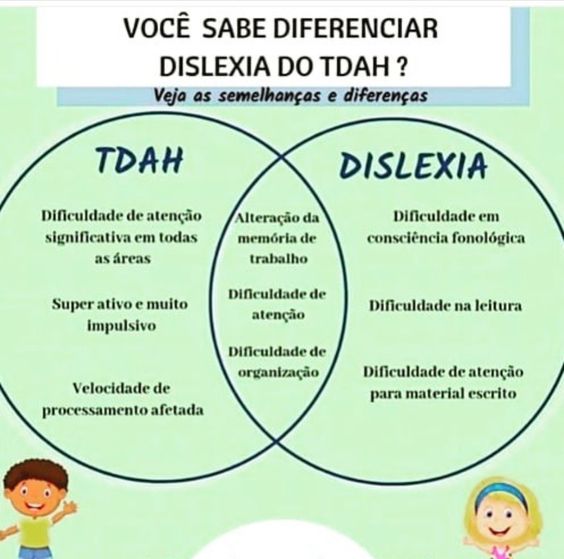 VOCÊ SABE DIFERENCIAR
DISLEXIA DO TDAH ?
Veja as semelhanças e diferenças
TDAH
Dificuldade de atenção
significativa em todas
as áreas
Super ativo e muito
impulsivo
Velocidade de
processamento afetada
Alteração da
memória de
trabalho
Dificuldade de
atenção
Dificuldade de
organização
DISLEXIA
Dificuldade em
consciência fonológica
Dificuldade na leitura
Dificuldade de atenção
para material escrito